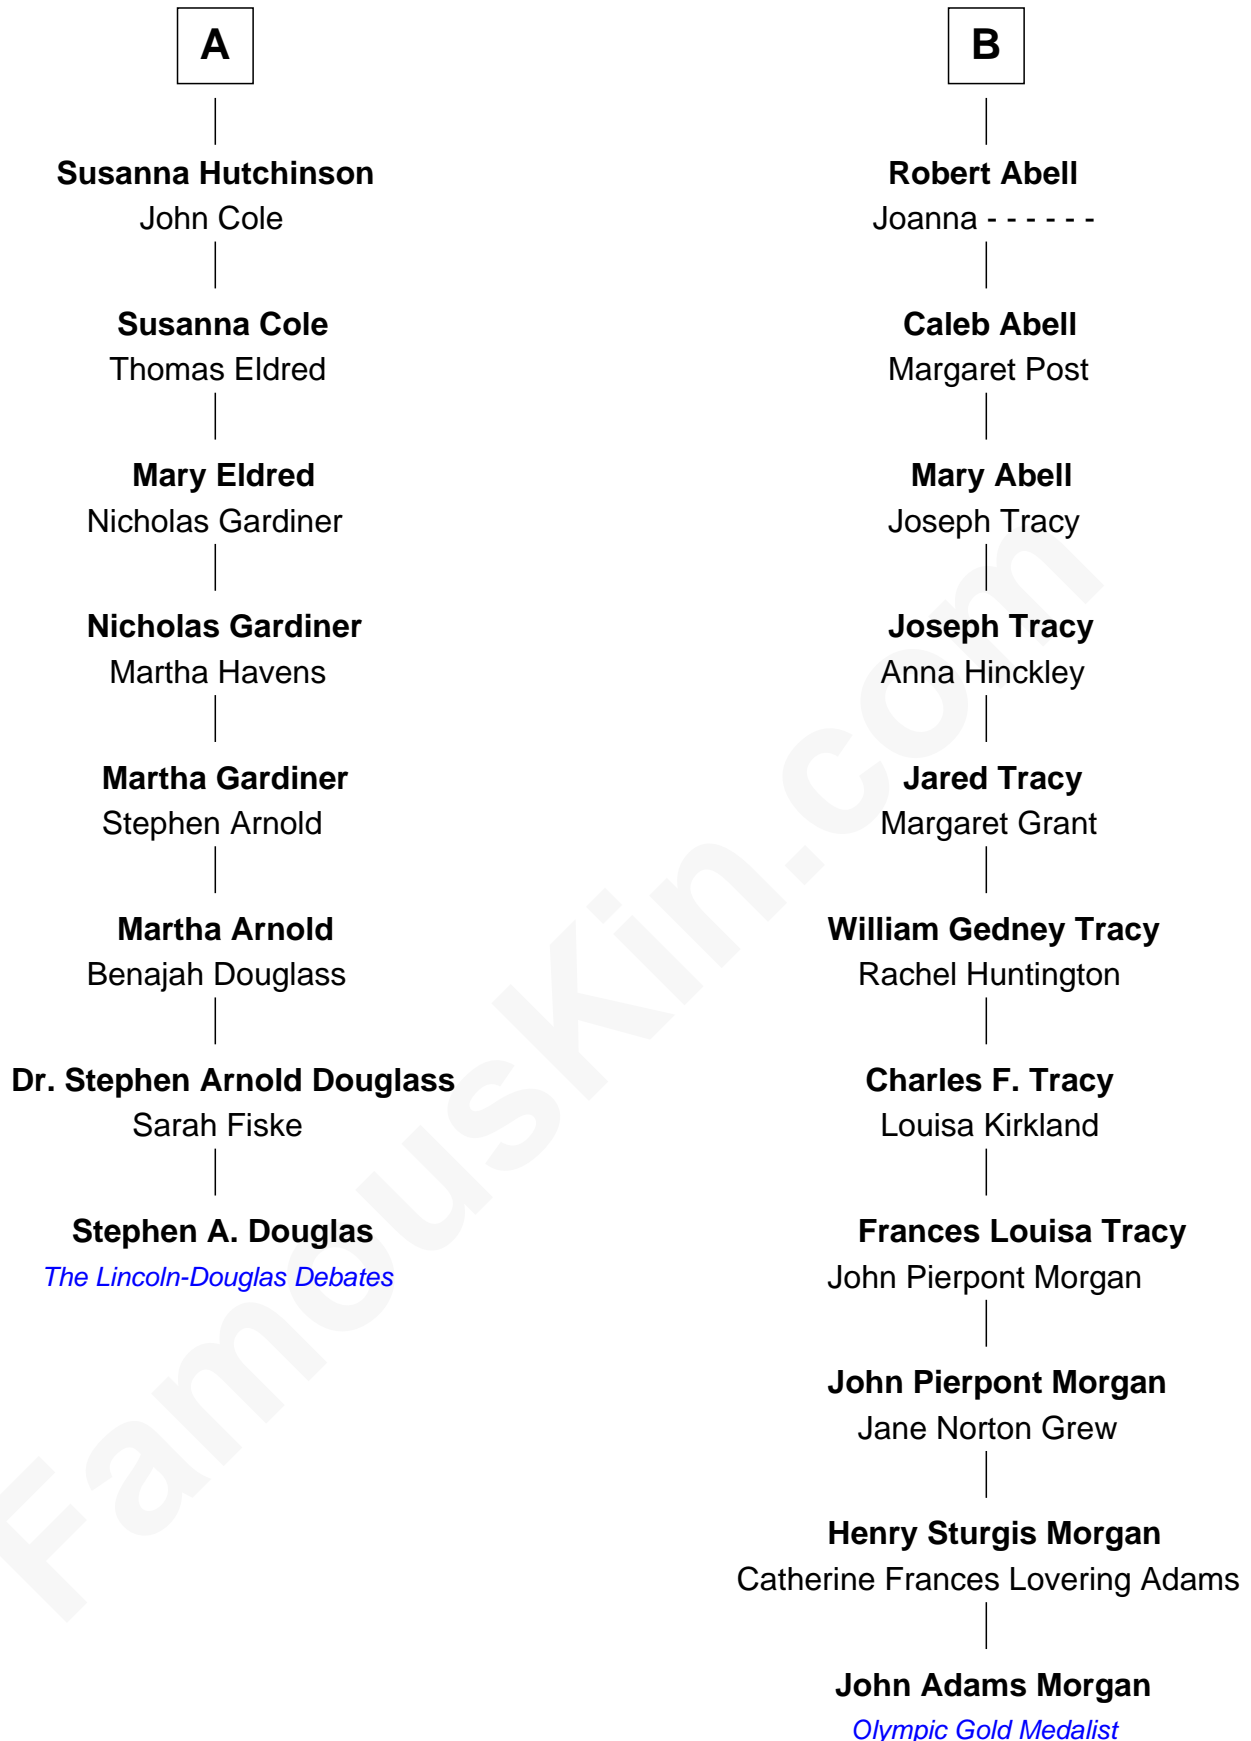 A
Susanna Hutchinson
John Cole
Susanna Cole
Thomas Eldred
Mary Eldred
Nicholas Gardiner
Nicholas Gardiner
Martha Havens
Martha Gardiner
Stephen Arnold
Martha Arnold
Benajah Douglass
Dr. Stephen Arnold Douglass
Sarah Fiske
Stephen A. Douglas
The Lincoln-Douglas Debates
B
Robert Abell
Joanna - - - - - -
Caleb Abell
Margaret Post
Mary Abell
Joseph Tracy
Joseph Tracy
Anna Hinckley
Jared Tracy
Margaret Grant
William Gedney Tracy
Rachel Huntington
Charles F. Tracy
Louisa Kirkland
Frances Louisa Tracy
John Pierpont Morgan
John Pierpont Morgan
Jane Norton Grew
Henry Sturgis Morgan
Catherine Frances Lovering Adams
John Adams Morgan
Olympic Gold Medalist
FamousKin.com